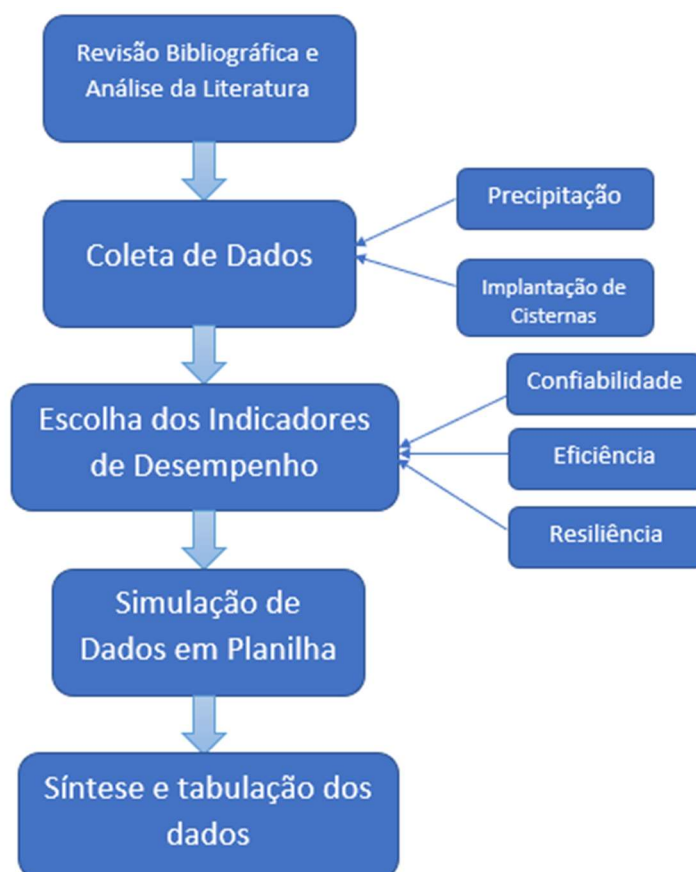 Revisão Bibliográfica e
Análise da Literatura
Coleta de Dados
Precipitação
Implantação de
Cisternas
Escolha dos Indicadores
de Desempenho
Confiabilidade
Eficiência
Resiliência
Simulação de
Dados em Planilha
Síntese e tabulação dos
dados